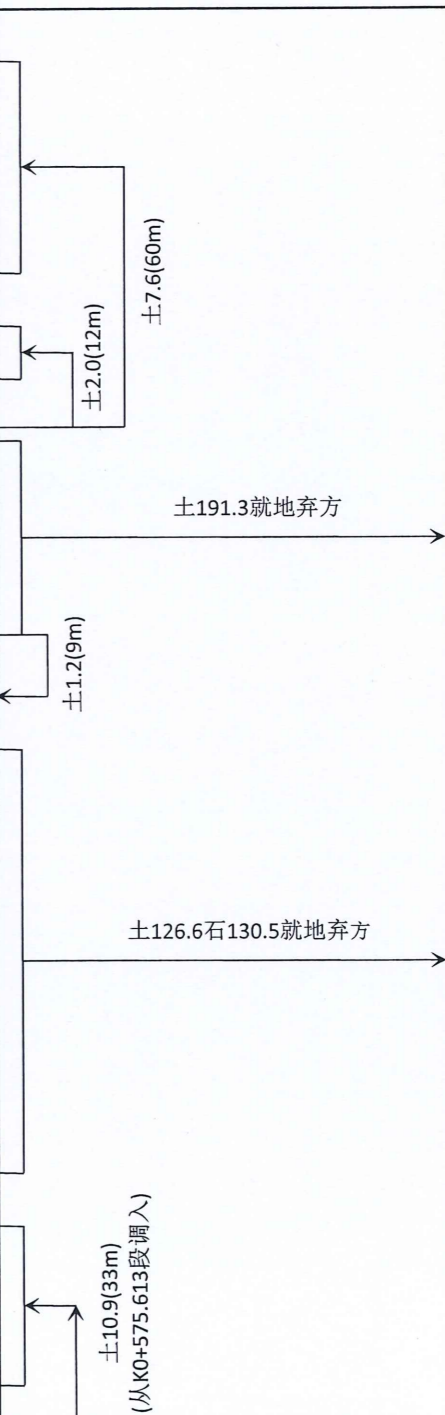 土7.6(60m)
土2.0(12m)
土191.3就地弃方
土1.2(9m)
土126.6石130.5就地弃方
土10.9(33m)
(从K0+575.613段调入)